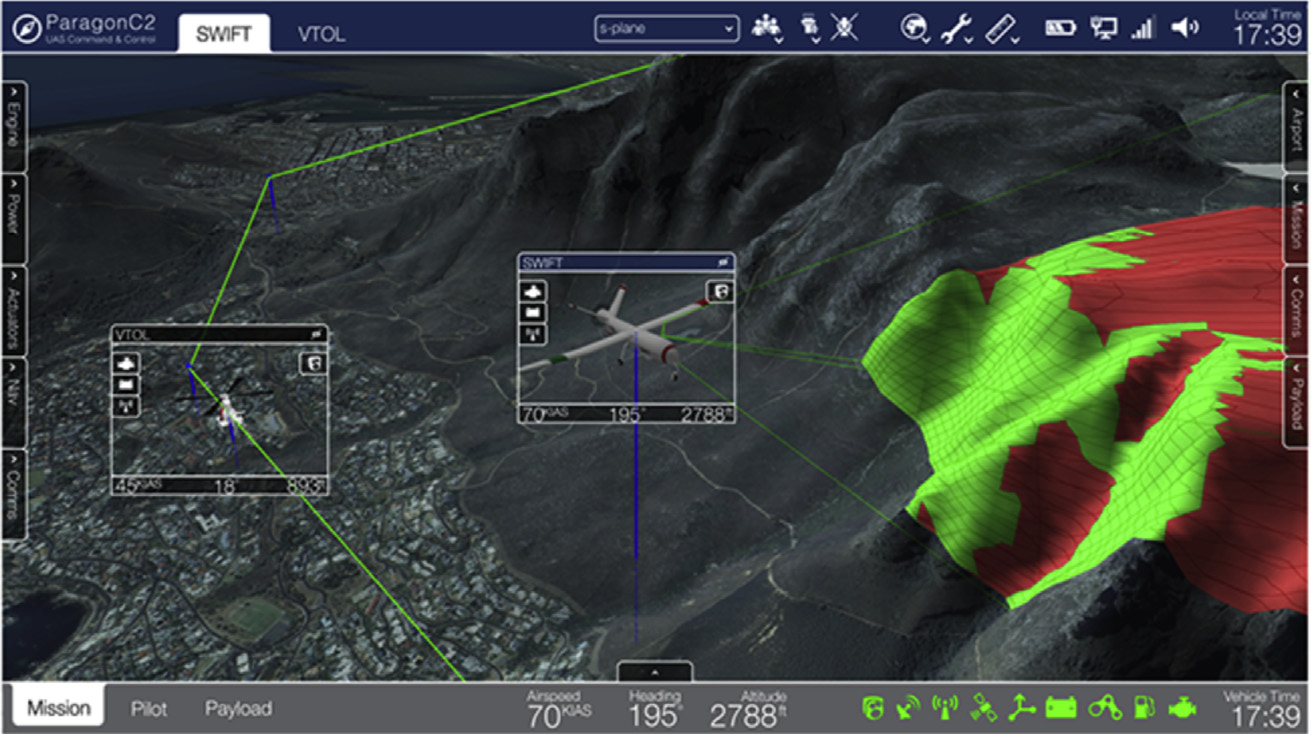 ParagonC2
UAS Command & Control
SWIFT
VTOL
s-plane
Local Time
17:39
Engine
Power
Actuators
Nav
Comms
Airport
Mission
Comms
Payload
SWIFT
70KIAS 195° 2788ft
VTOL
45KIAS 18° 893ft
Mission
Pilot
Payload
Airspeed
70KIAS
Heading
195°
Altitude
2788ft
Vehicle Time
17:39